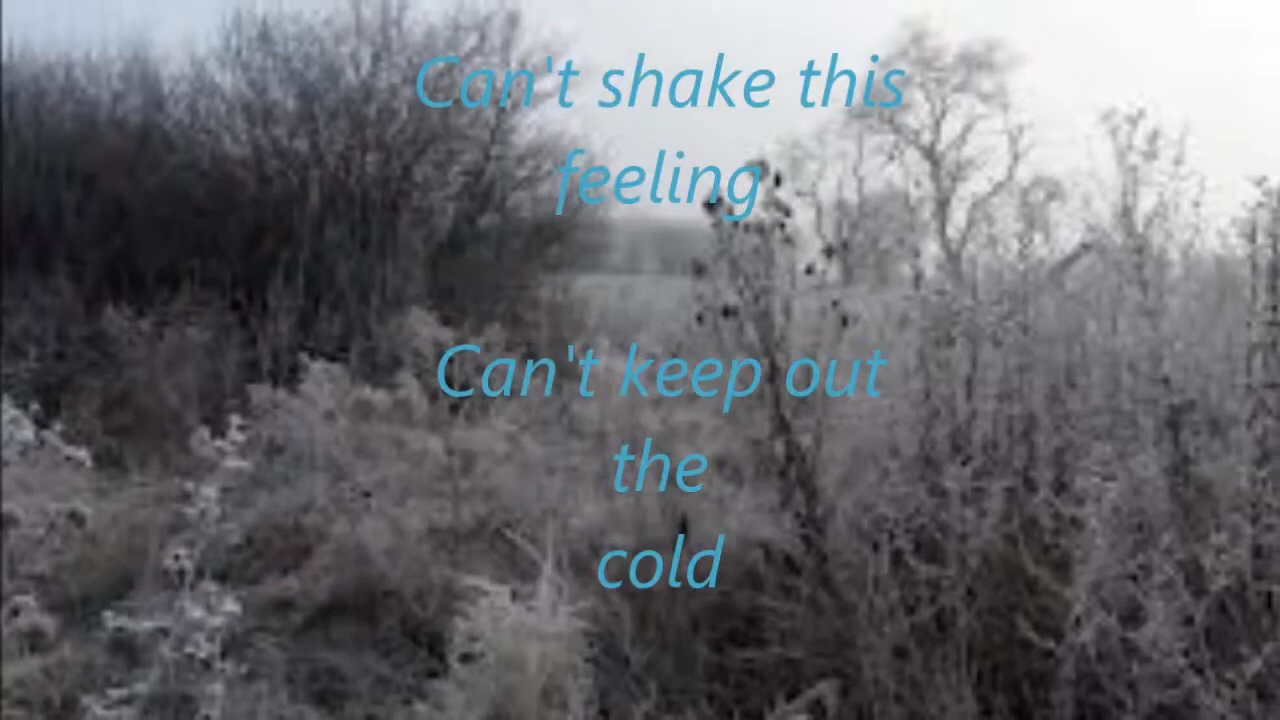 Can't shake this
feeling
Can't keep out
the
cold